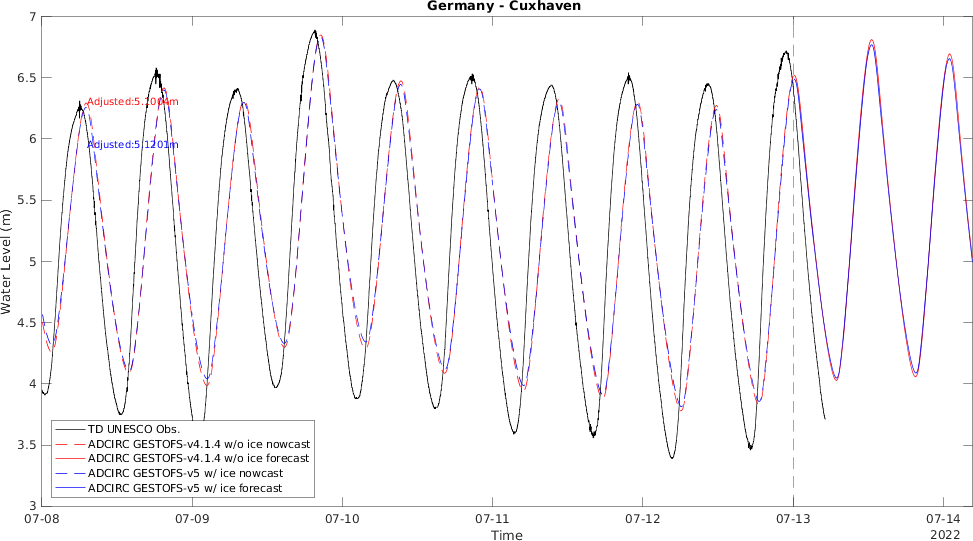 Germany - Cuxhaven
7
6.5
6
5.5
5
4.5
4
3.5
3
Water Level (m)
Adjusted:5.1004m
Adjusted:5.1201m
TD UNESCO Obs.
ADCIRC GESTOFS-v4.1.4 w/o ice nowcast
ADCIRC GESTOFS-v4.1.4 w/o ice forecast
ADCIRC GESTOFS-v5 w/ ice nowcast
ADCIRC GESTOFS-v5 w/ ice forecast
07-08
07-09
07-10
07-11
07-12
07-13
07-14
Time
2022